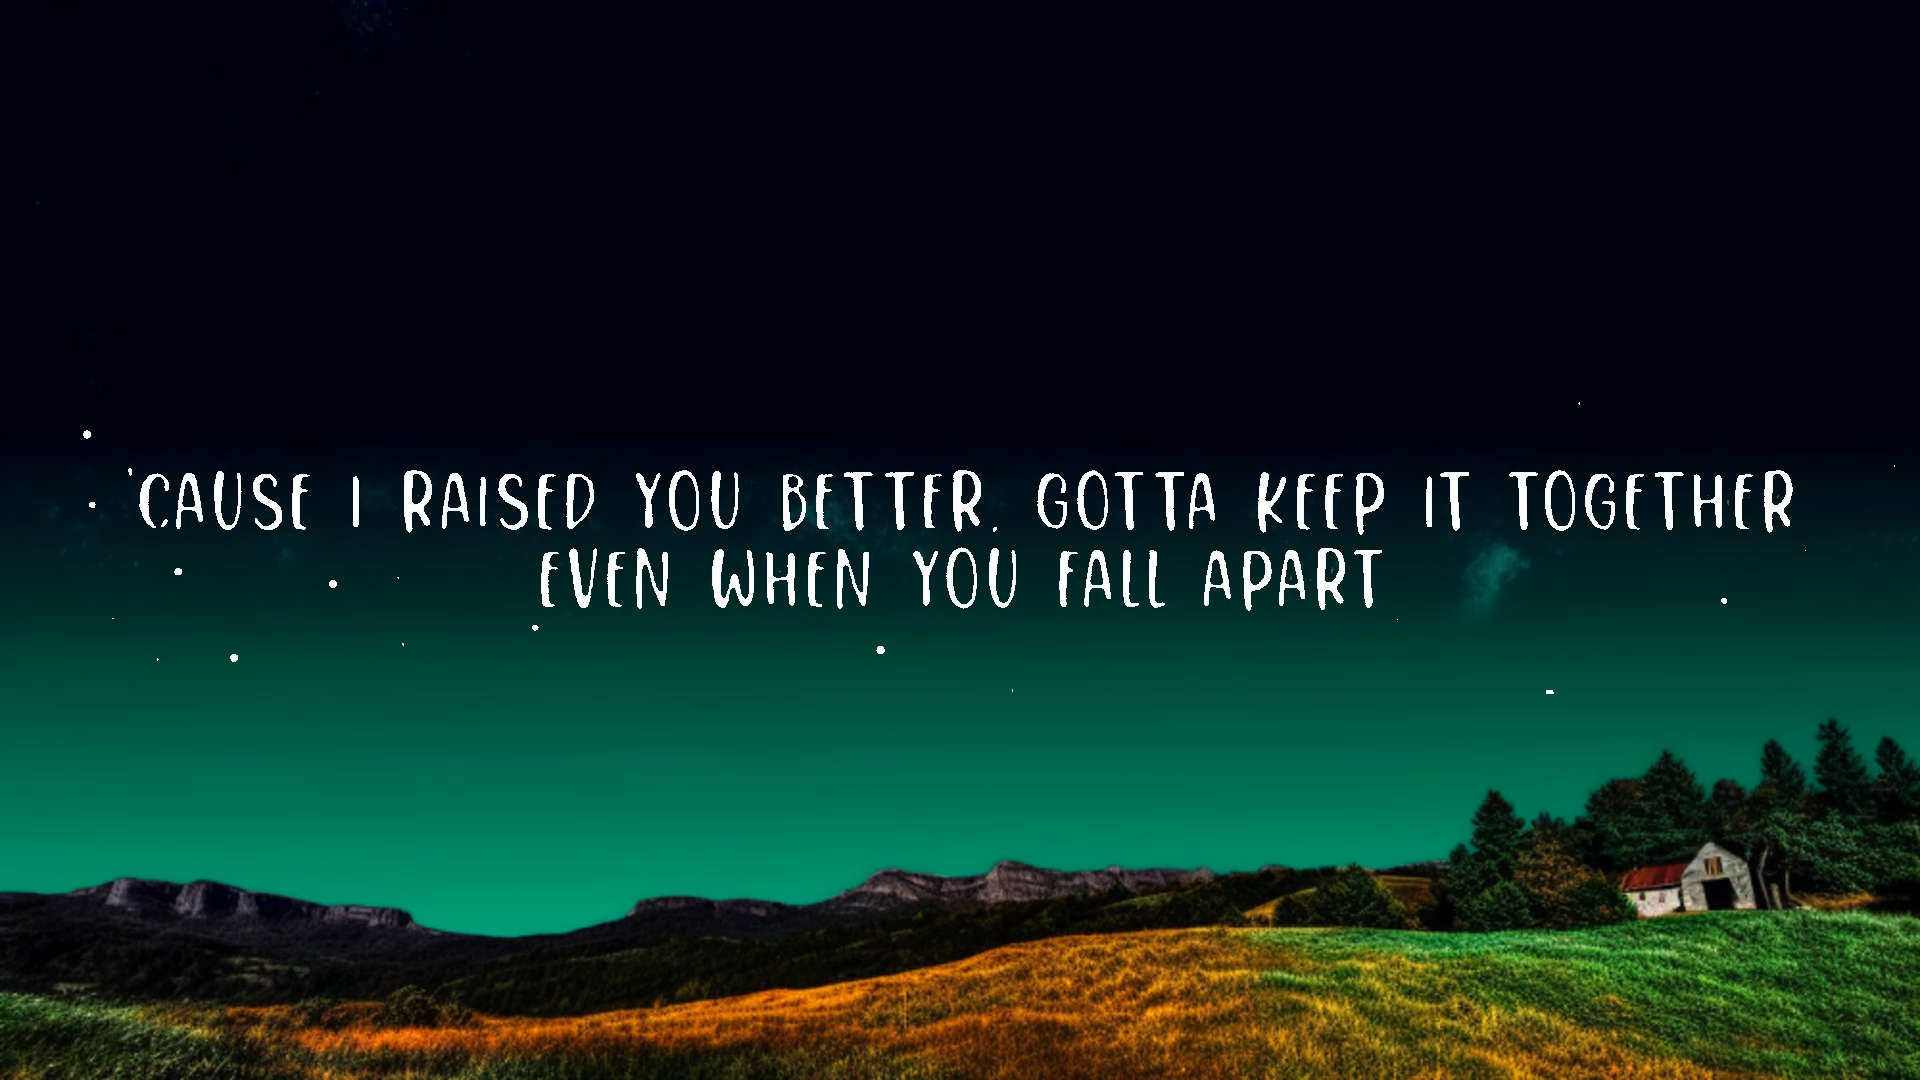 'CAUSE I RAISED YOU BETTER, GOTTA KEEP IT TOGETHER
EVEN WHEN YOU FALL APART